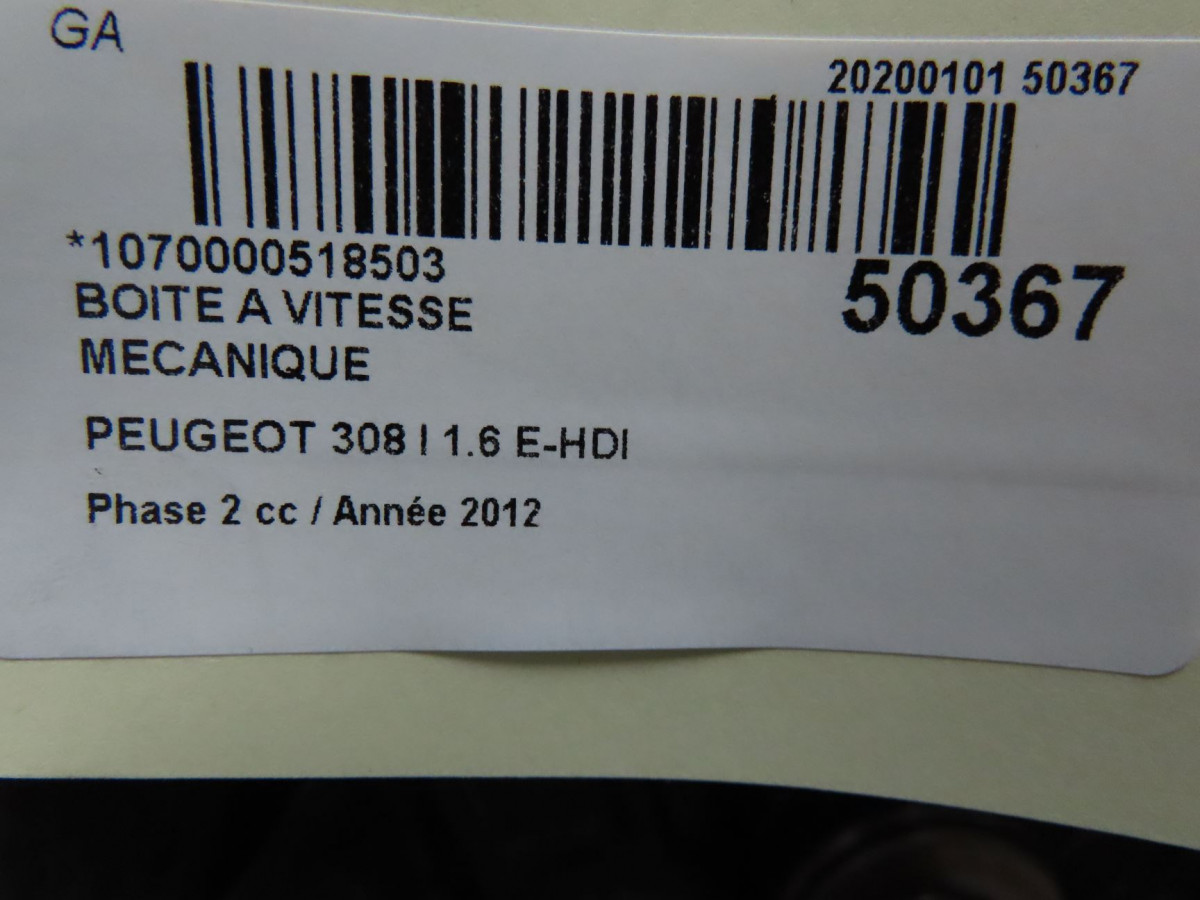 GA
20200101 50367
*1070000518503
50367
BOITE A VITESSE
MECANIQUE
PEUGEOT 308 I 1.6 E-HDI
Phase 2 cc / Année 2012